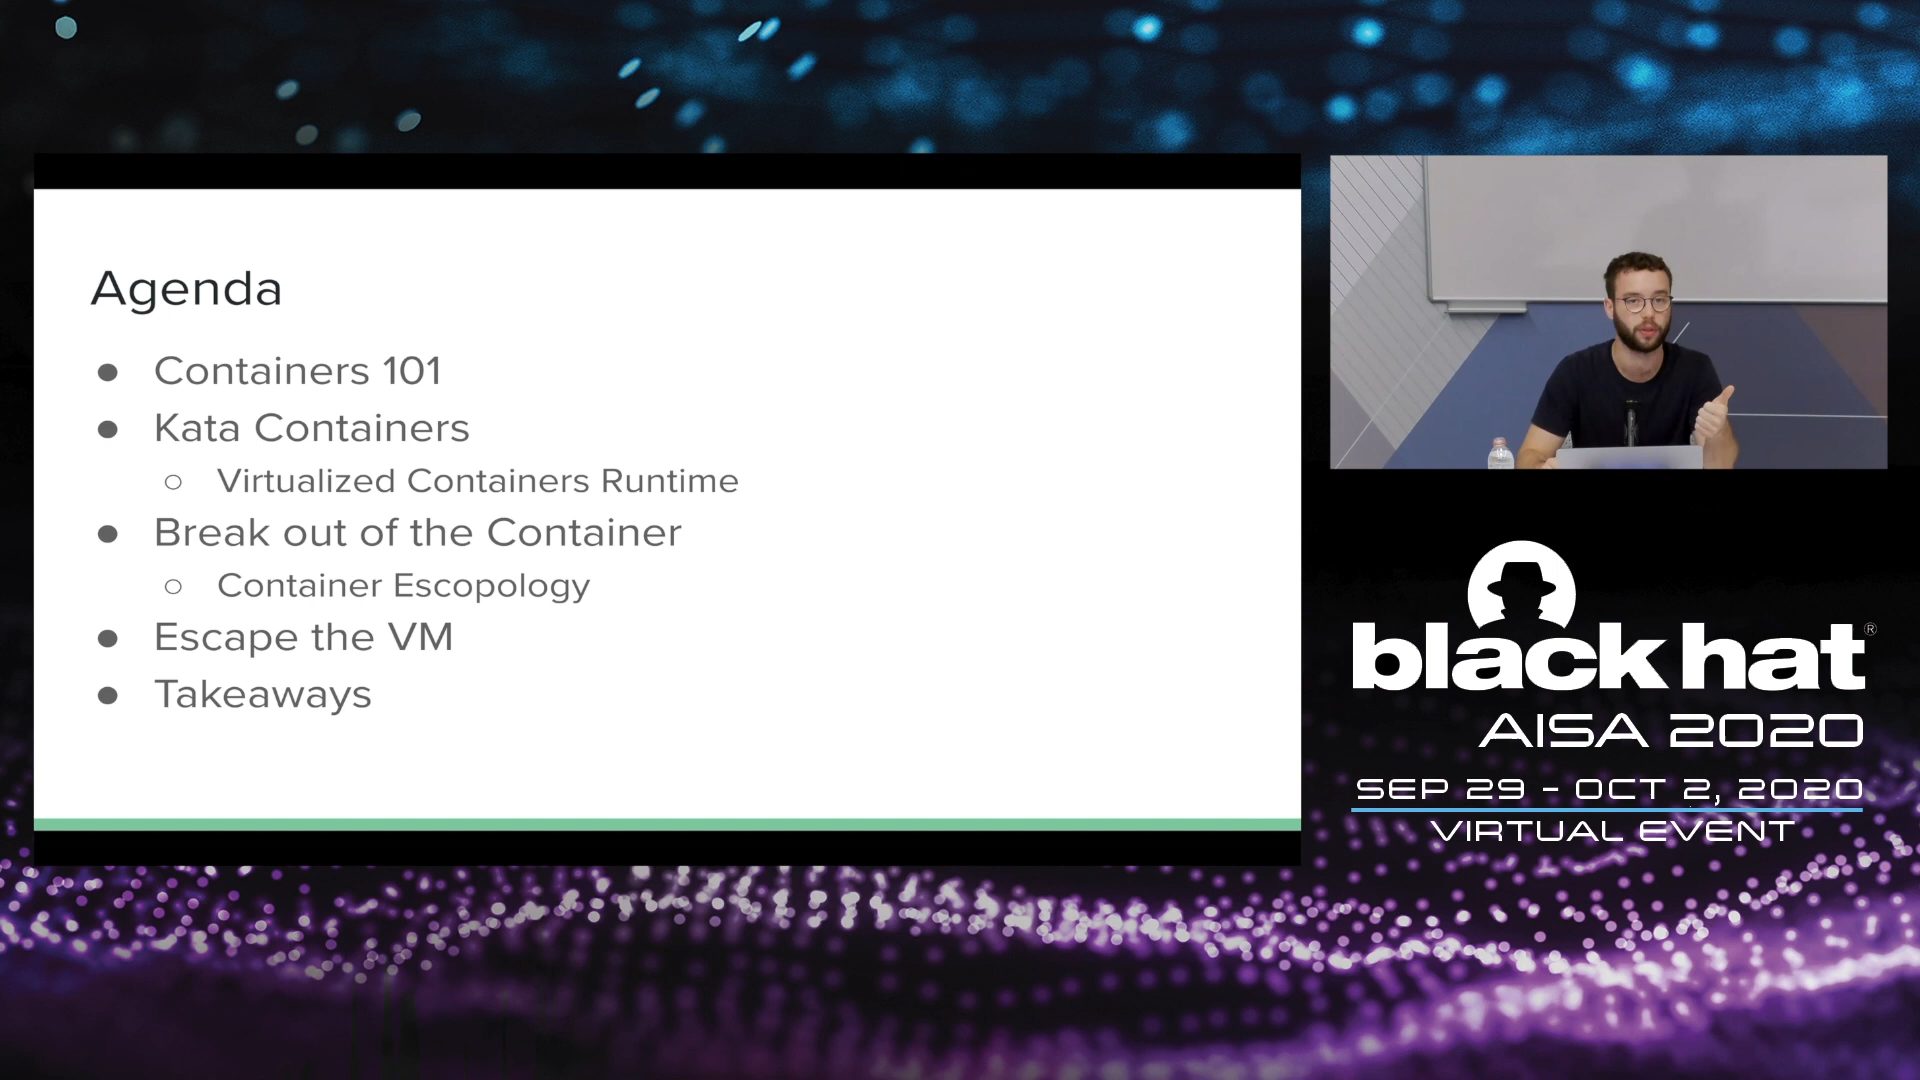 Agenda
● Containers 101
● Kata Containers
○ Virtualized Containers Runtime
● Break out of the Container
○ Container Escopology
● Escape the VM
● Takeaways
black hat®
AISA 2020
SEP 29 - OCT 2, 2020
VIRTUAL EVENT